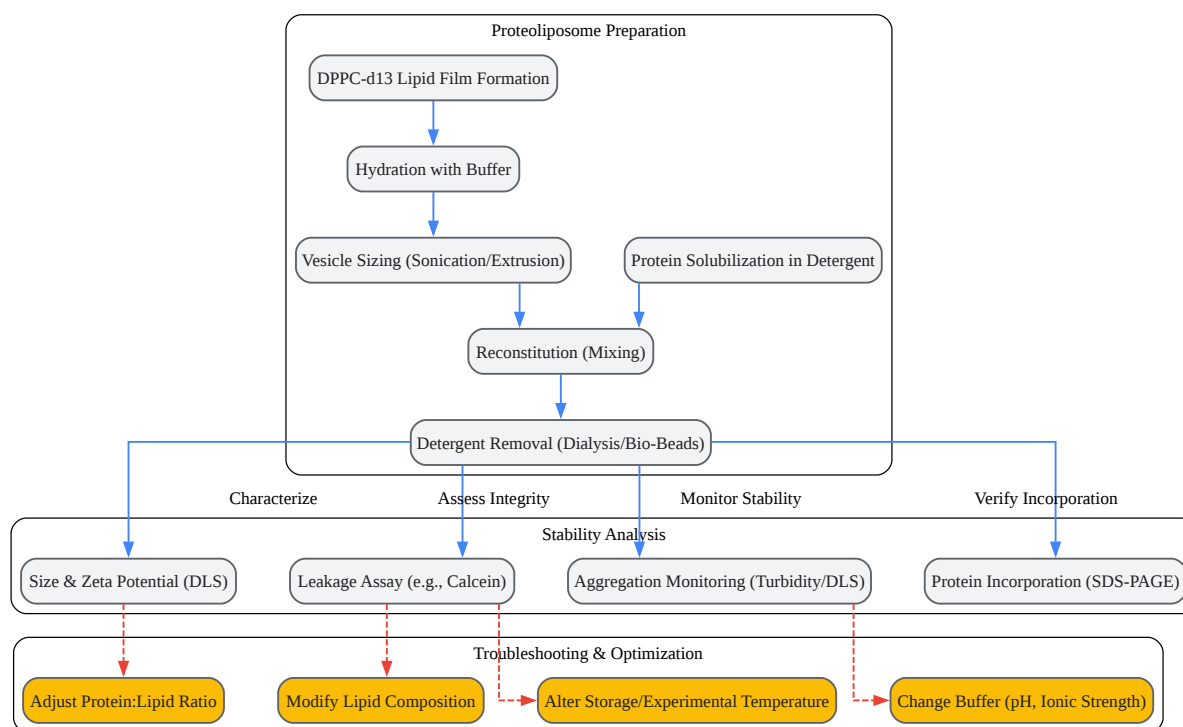 Proteoliposome Preparation
DPPC-d13 Lipid Film Formation
Hydration with Buffer
Vesicle Sizing (Sonication/Extrusion)
Protein Solubilization in Detergent
Reconstitution (Mixing)
Detergent Removal (Dialysis/Bio-Beads)
Characterize
Assess Integrity
Monitor Stability
Verify Incorporation
Stability Analysis
Size & Zeta Potential (DLS)
Leakage Assay (e.g., Calcein)
Aggregation Monitoring (Turbidity/DLS)
Protein Incorporation (SDS-PAGE)
Troubleshooting & Optimization
Adjust Protein:Lipid Ratio
Modify Lipid Composition
Alter Storage/Experimental Temperature
Change Buffer (pH, Ionic Strength)